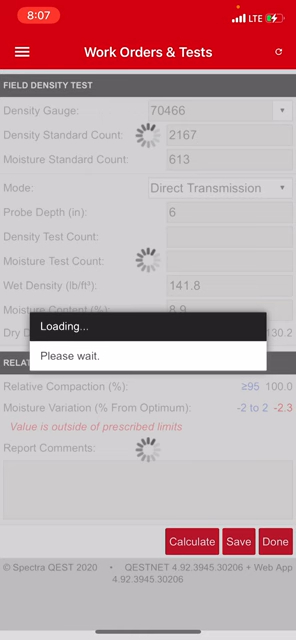 8:07
LTE
Work Orders & Tests
FIELD DENSITY TEST
Density Gauge: 70466
Density Standard Count: 2167
Moisture Standard Count: 613
Mode: Direct Transmission
Probe Depth (in): 6
Density Test Count:
Moisture Test Count:
Wet Density (lb/ft³): 141.8
Moisture Content (%): 8.9
Loading...
Dry D 130.2
Please wait.
RELAT
Relative Compaction (%): ≥95 100.0
Moisture Variation (% From Optimum): -2 to 2 -2.3
Value is outside of prescribed limits
Report Comments:
Calculate Save Done
© Spectra QEST 2020 • QESTNET 4.92.3945.30206 + Web App
4.92.3945.30206